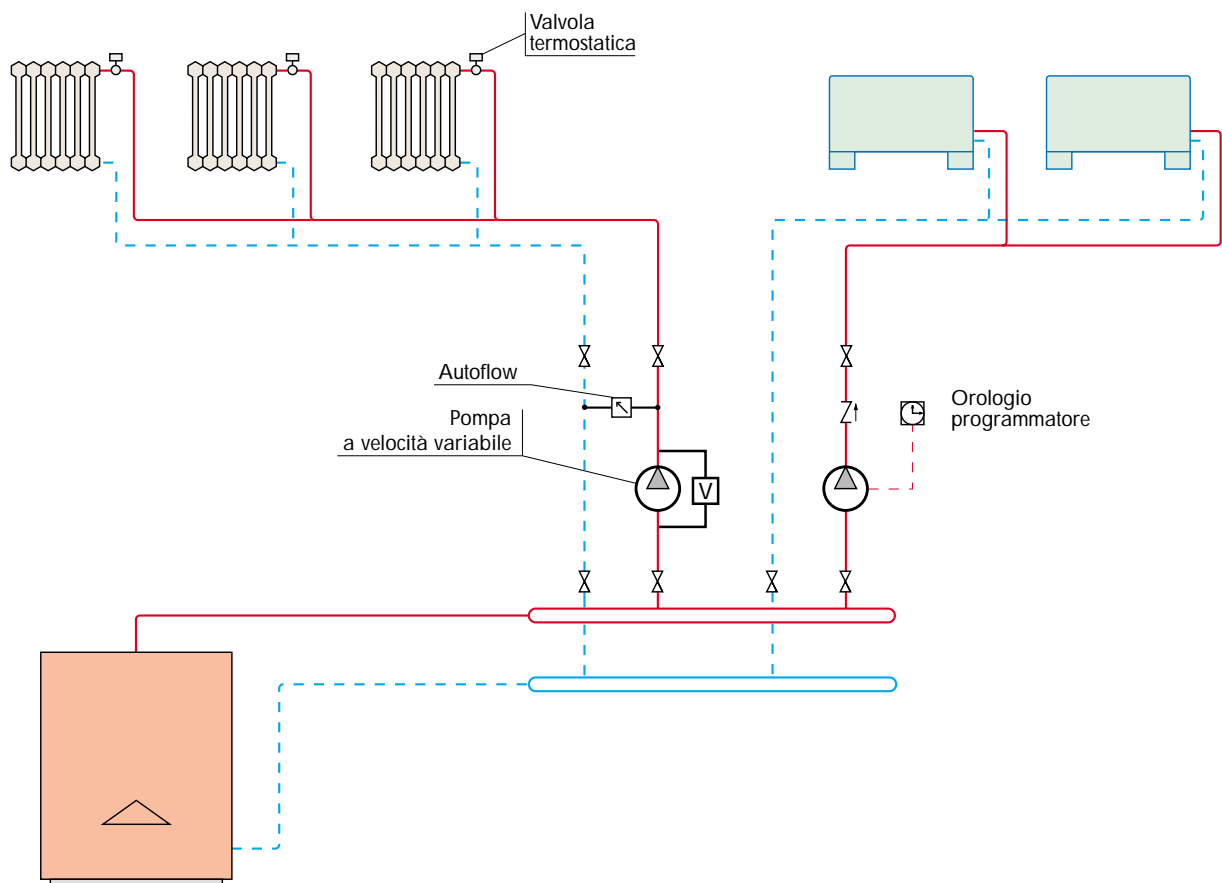 Valvola
termostatica
Autoflow
Pompa
a velocità variabile
V
Orologio
programmatore